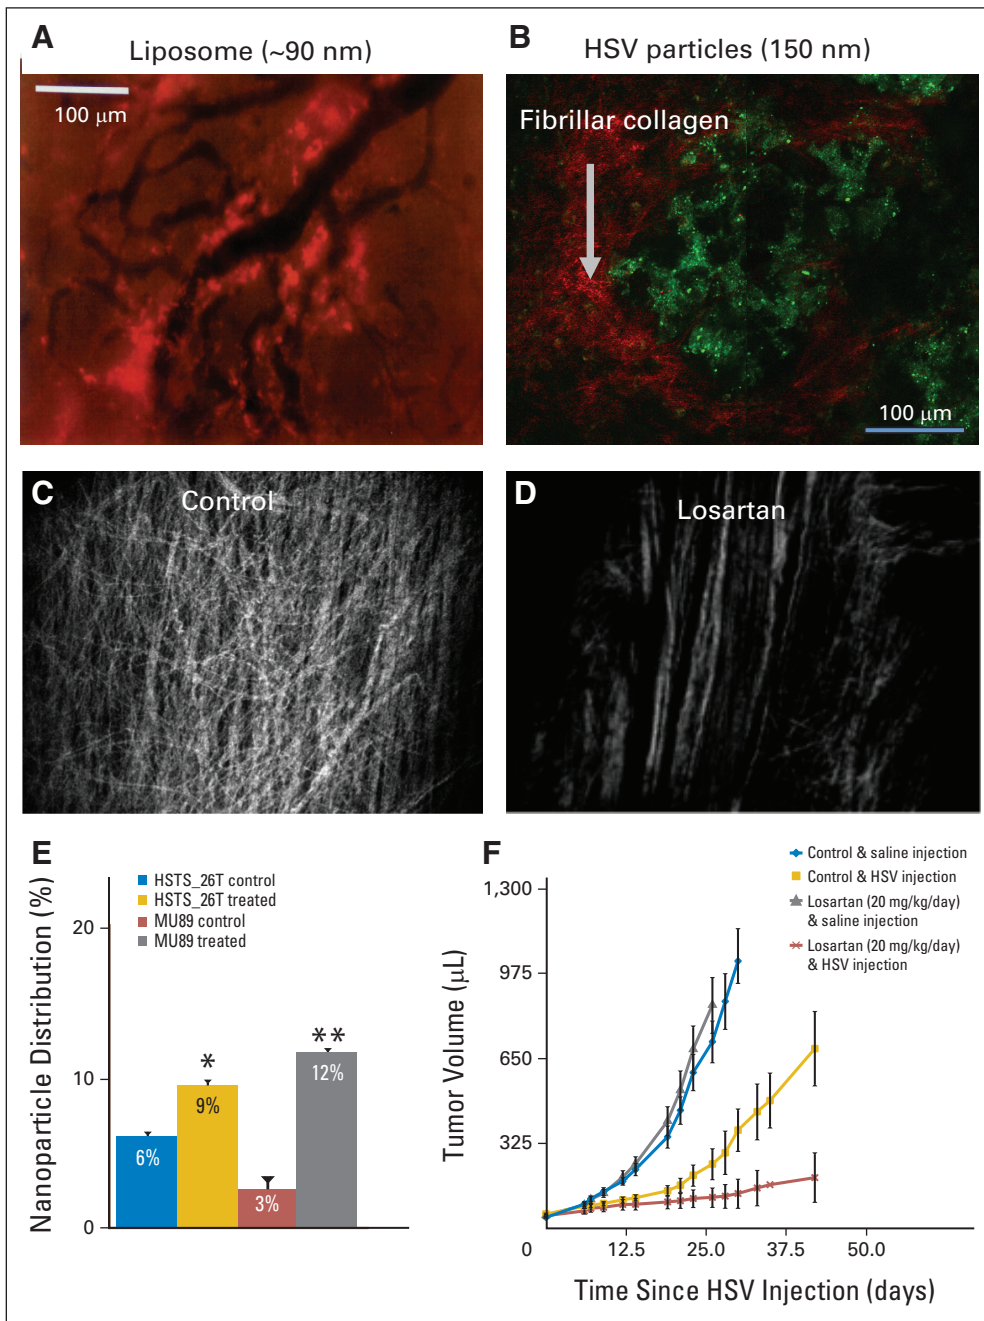 A
Liposome (~90 nm)
100 μm
B
HSV particles (150 nm)
Fibrillar collagen
100 μm
C
Control
D
Losartan
E
Nanoparticle Distribution (%)
20
10
0
HSTS_26T control
HSTS_26T treated
MU89 control
MU89 treated
6%
*
9%
3%
**
12%
F
Tumor Volume (μL)
1,300
975
650
325
0
12.5
25.0
37.5
50.0
Time Since HSV Injection (days)
Control & saline injection
Control & HSV injection
Losartan (20 mg/kg/day)
& saline injection
Losartan (20 mg/kg/day)
& HSV injection